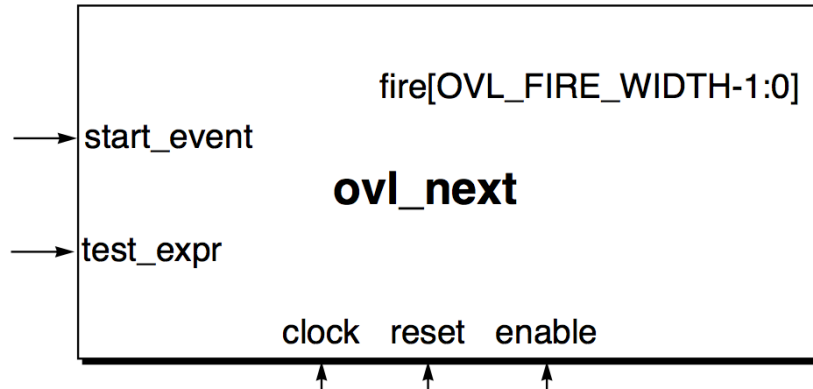 fire[OVL_FIRE_WIDTH-1:0]
start_event
ovl_next
test_expr
clock reset enable